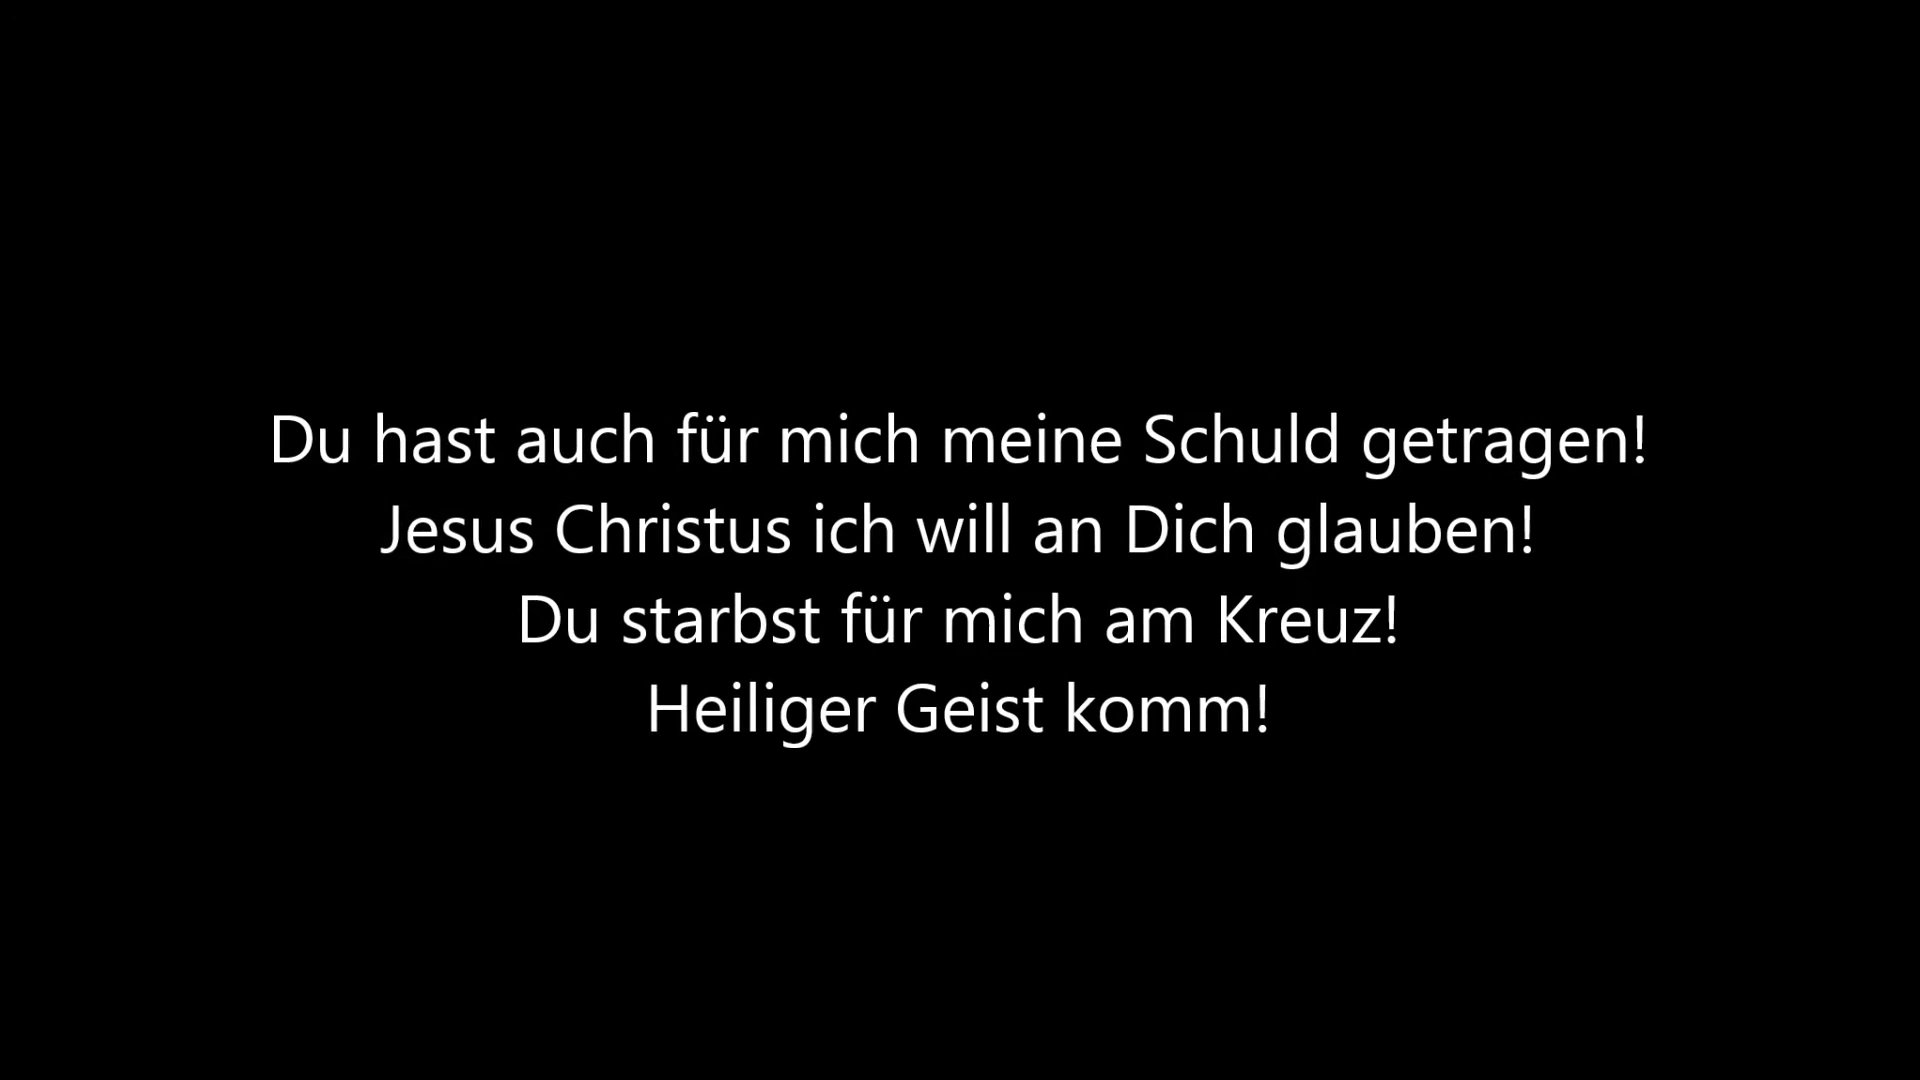 Du hast auch für mich meine Schuld getragen!
Jesus Christus ich will an Dich glauben!
Du starbst für mich am Kreuz!
Heiliger Geist komm!